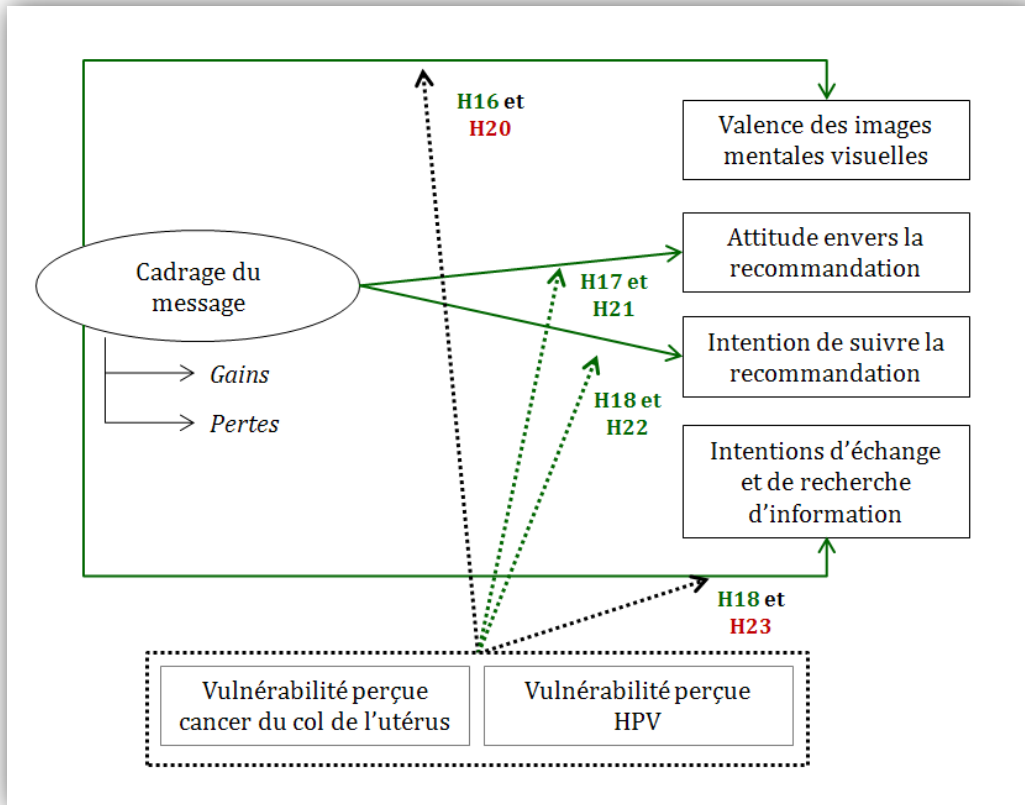 H16 et
H20
Valence des images
mentales visuelles
Cadrage du
message
Attitude envers la
recommandation
H17 et
H21
Intention de suivre la
recommandation
Gains
Pertes
H18 et
H22
Intentions d'échange
et de recherche
d'information
H18 et
H23
Vulnérabilité perçue
cancer du col de l'utérus
Vulnérabilité perçue
HPV